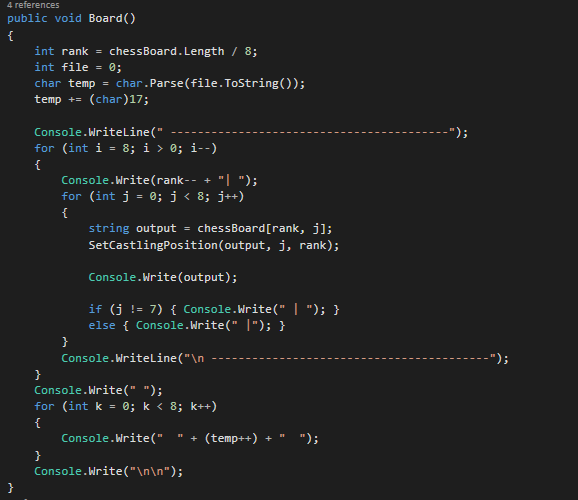 4 references
public void Board()
{
    int rank = chessBoard.Length / 8;
    int file = 0;
    char temp = char.Parse(file.ToString());
    temp += (char)17;

    Console.WriteLine(" -----------------------------------------");
    for (int i = 8; i > 0; i--)
    {
        Console.Write(rank-- + "| ");
        for (int j = 0; j < 8; j++)
        {
            string output = chessBoard[rank, j];
            SetCastlingPosition(output, j, rank);

            Console.Write(output);

            if (j != 7) { Console.Write(" | "); }
            else { Console.Write(" |"); }
        }
        Console.WriteLine("\n -----------------------------------------");
    }
    Console.Write(" ");
    for (int k = 0; k < 8; k++)
    {
        Console.Write("  " + (temp++) + "  ");
    }
    Console.Write("\n\n");
}